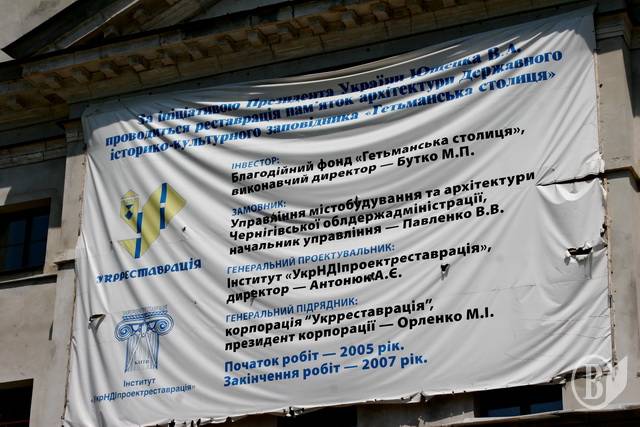 За ініціативою Президента України Ющенка В.А.
проводиться реставрація пам'яток архітектури Державного
історико-культурного заповідника «Гетьманська столиця»
ІНВЕСТОР:
Благодійний фонд «Гетьманська столиця»,
виконавчий директор — Бутко М.П.
ЗАМОВНИК:
Управління містобудування та архітектури
Чернігівської облдержадміністрації,
начальник управління — Павленко В.В.
ГЕНЕРАЛЬНИЙ ПРОЕКТУВАЛЬНИК:
Інститут «УкрНДІпроектреставрація»,
директор — Антонюк А.Є.
ГЕНЕРАЛЬНИЙ ПІДРЯДНИК:
корпорація "Укрреставрація",
президент корпорації — Орленко М.І.
Початок робіт — 2005 рік.
Закінчення робіт — 2007 рік.
Укрреставрація
КИЇВ
Інститут
„УкрНДІпроектреставрація”
В